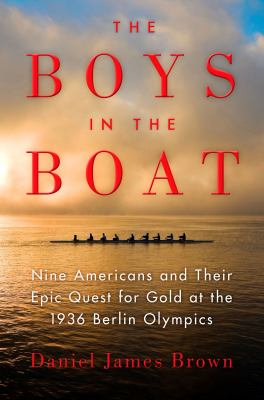 THE
BOYS
IN THE
BOAT
Nine Americans and Their
Epic Quest for Gold at the
1936 Berlin Olympics
Daniel James Brown